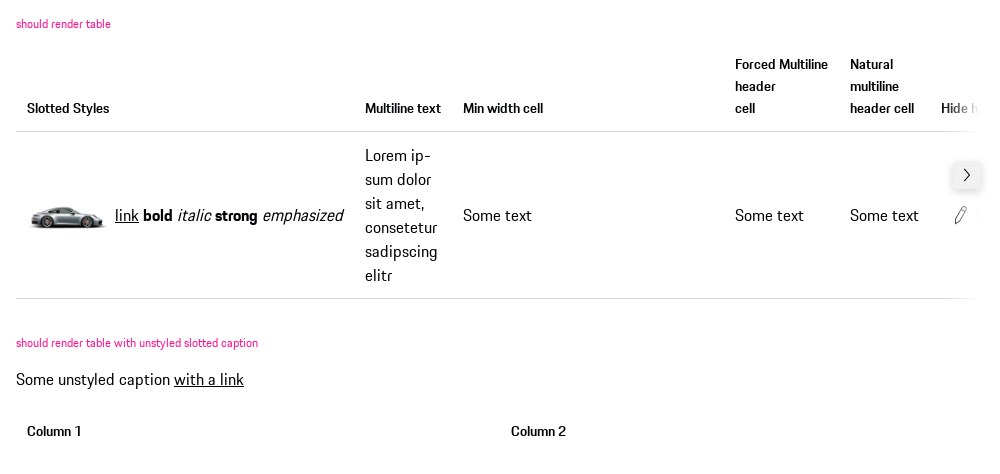 should render table
Slotted Styles
Multiline text
Min width cell
Forced Multiline
header
cell
Natural
multiline
header cell
Hide h
link bold italic strong emphasized
Lorem ip-
sum dolor
sit amet,
consetetur
sadipscing
elitr
Some text
Some text
Some text
should render table with unstyled slotted caption
Some unstyled caption with a link
Column 1
Column 2